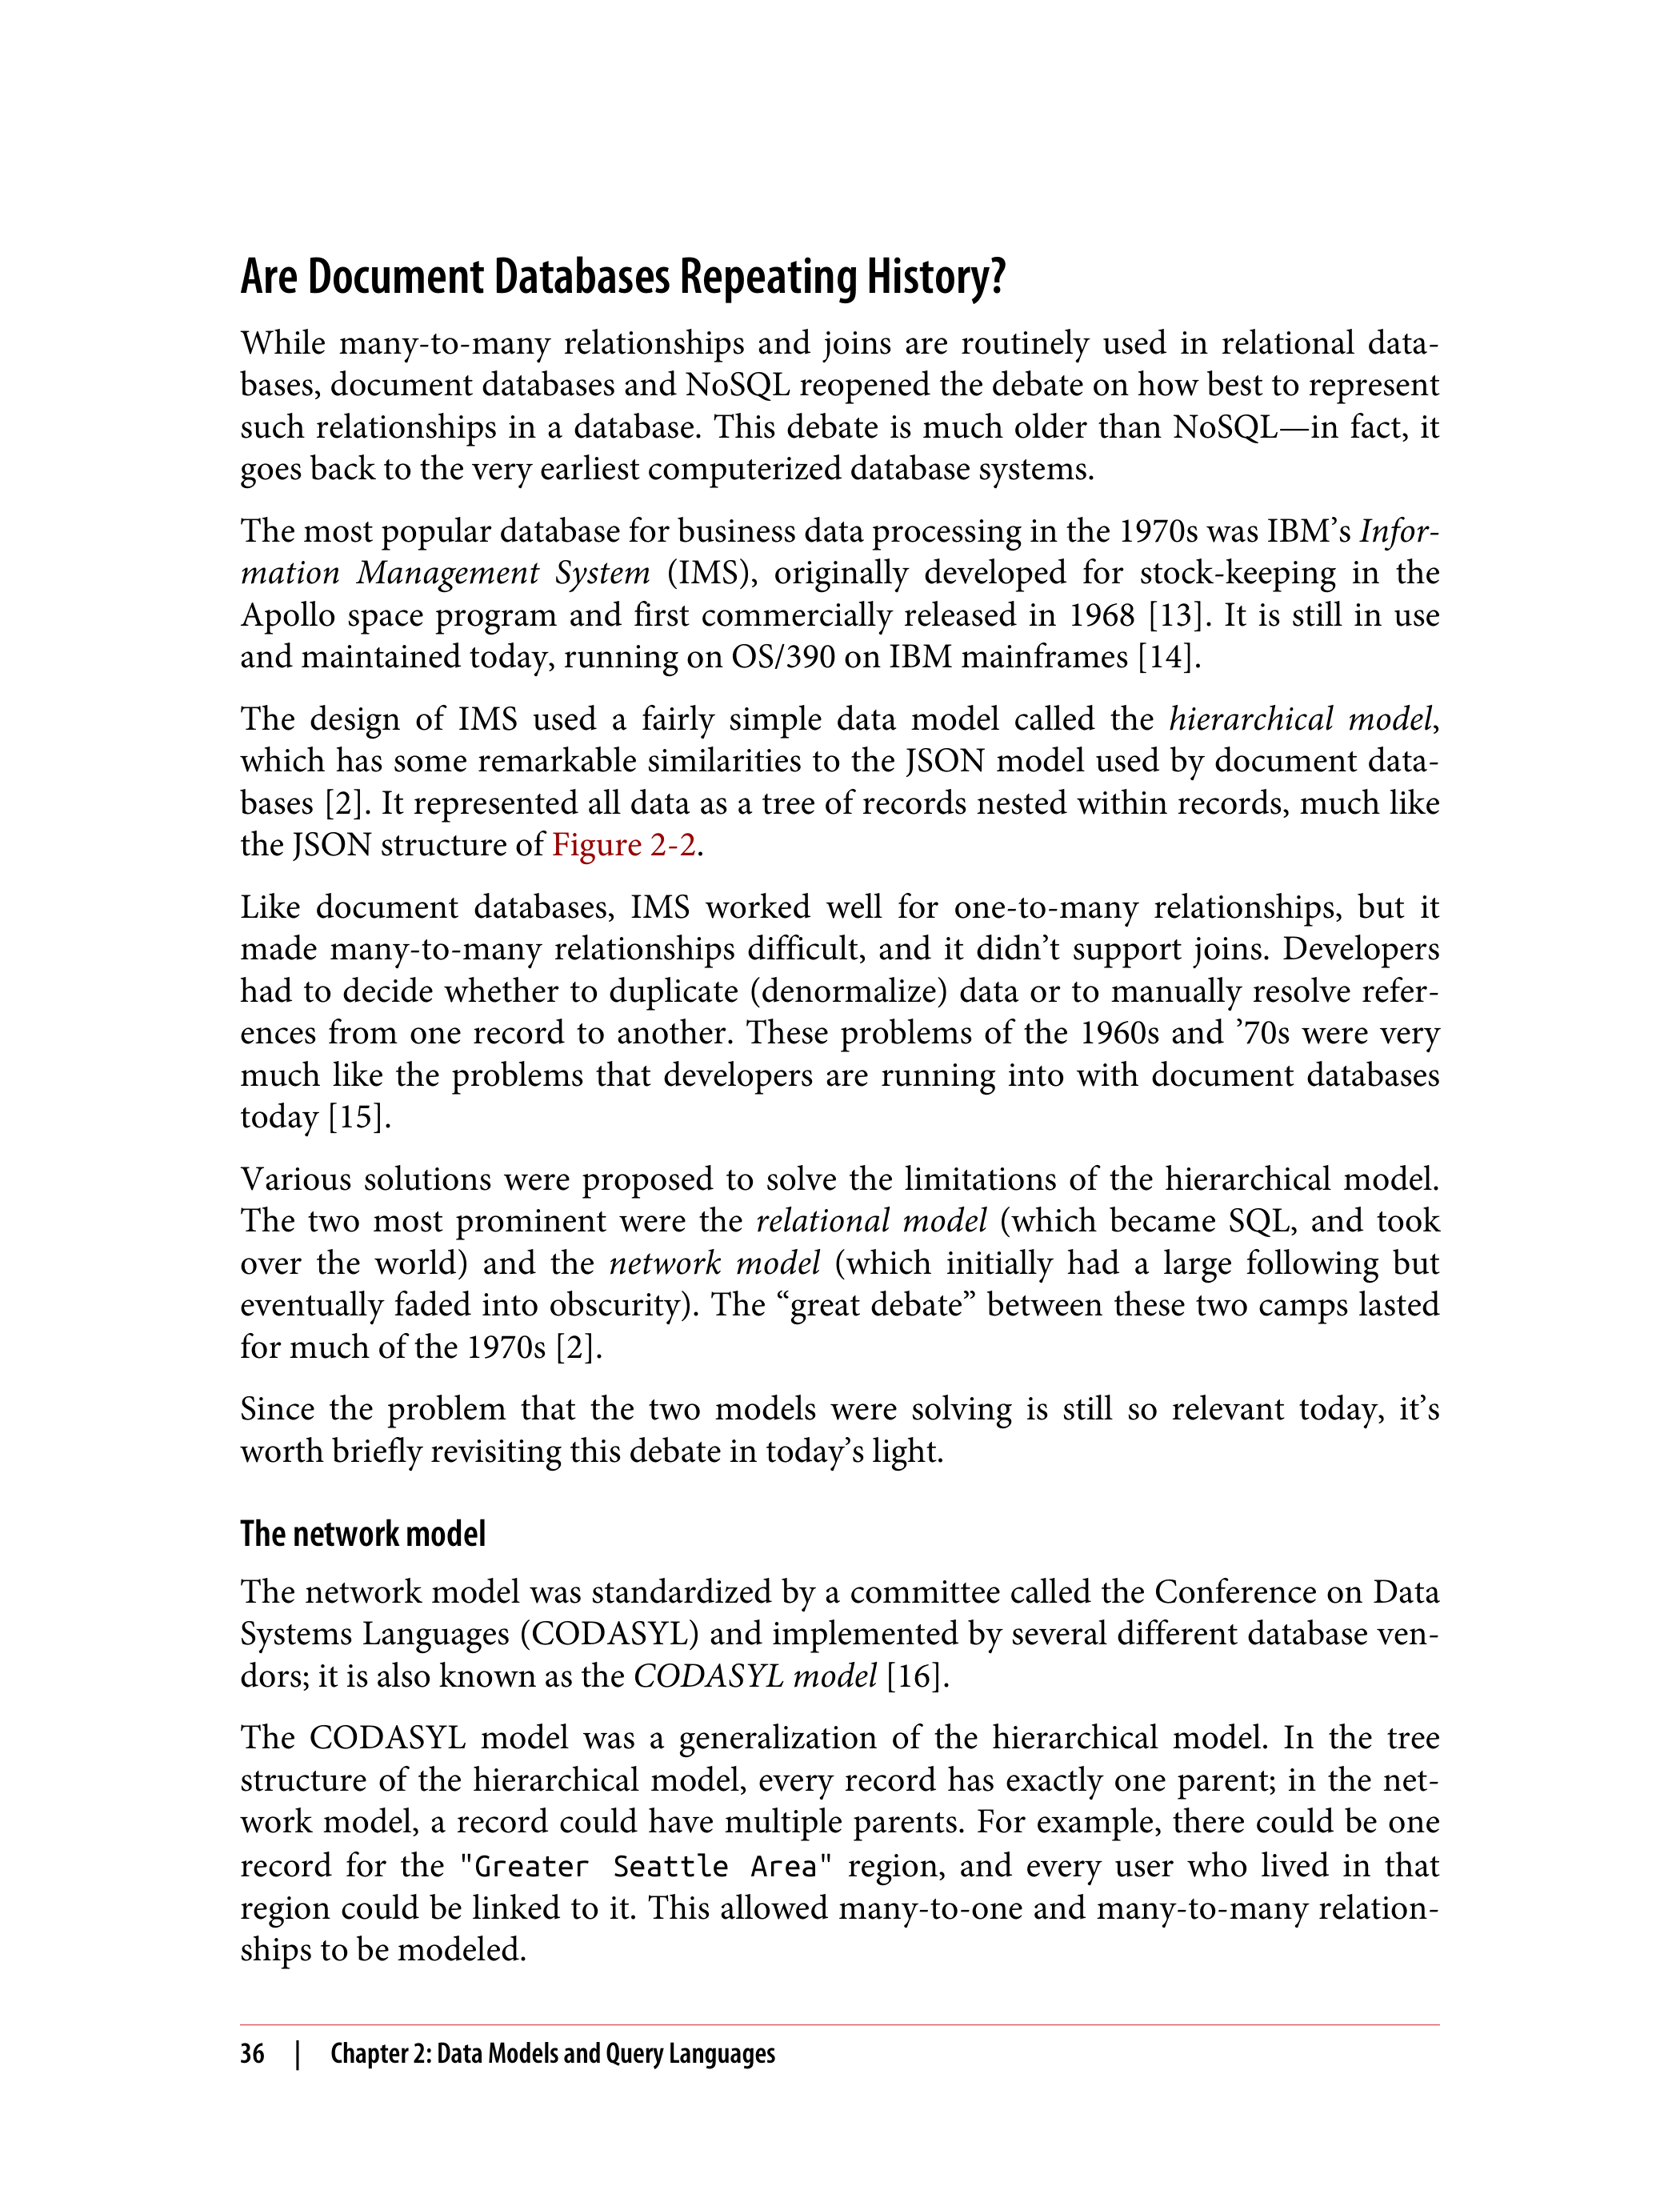 Are Document Databases Repeating History?
While many-to-many relationships and joins are routinely used in relational data-
bases, document databases and NoSQL reopened the debate on how best to represent
such relationships in a database. This debate is much older than NoSQL—in fact, it
goes back to the very earliest computerized database systems.
The most popular database for business data processing in the 1970s was IBM’s Infor-
mation Management System (IMS), originally developed for stock-keeping in the
Apollo space program and first commercially released in 1968 [13]. It is still in use
and maintained today, running on OS/390 on IBM mainframes [14].
The design of IMS used a fairly simple data model called the hierarchical model,
which has some remarkable similarities to the JSON model used by document data-
bases [2]. It represented all data as a tree of records nested within records, much like
the JSON structure of Figure 2-2.
Like document databases, IMS worked well for one-to-many relationships, but it
made many-to-many relationships difficult, and it didn’t support joins. Developers
had to decide whether to duplicate (denormalize) data or to manually resolve refer-
ences from one record to another. These problems of the 1960s and ’70s were very
much like the problems that developers are running into with document databases
today [15].
Various solutions were proposed to solve the limitations of the hierarchical model.
The two most prominent were the relational model (which became SQL, and took
over the world) and the network model (which initially had a large following but
eventually faded into obscurity). The “great debate” between these two camps lasted
for much of the 1970s [2].
Since the problem that the two models were solving is still so relevant today, it’s
worth briefly revisiting this debate in today’s light.
The network model
The network model was standardized by a committee called the Conference on Data
Systems Languages (CODASYL) and implemented by several different database ven-
dors; it is also known as the CODASYL model [16].
The CODASYL model was a generalization of the hierarchical model. In the tree
structure of the hierarchical model, every record has exactly one parent; in the net-
work model, a record could have multiple parents. For example, there could be one
record for the "Greater Seattle Area" region, and every user who lived in that
region could be linked to it. This allowed many-to-one and many-to-many relation-
ships to be modeled.
36 | Chapter 2: Data Models and Query Languages